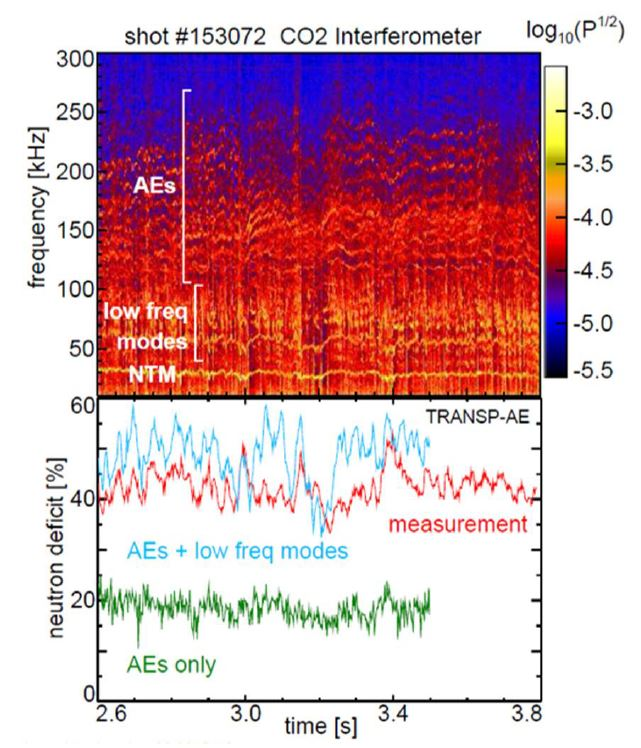 shot #153072 CO2 Interferometer
log10(P1/2)
300
250
200
150
100
50
frequency [kHz]
AEs
low freq
modes
NTM
-3.0
-3.5
-4.0
-4.5
-5.0
-5.5
60
40
20
0
neutron deficit [%]
TRANSP-AE
measurement
AEs + low freq modes
AEs only
2.6 3.0 3.4 3.8
time [s]